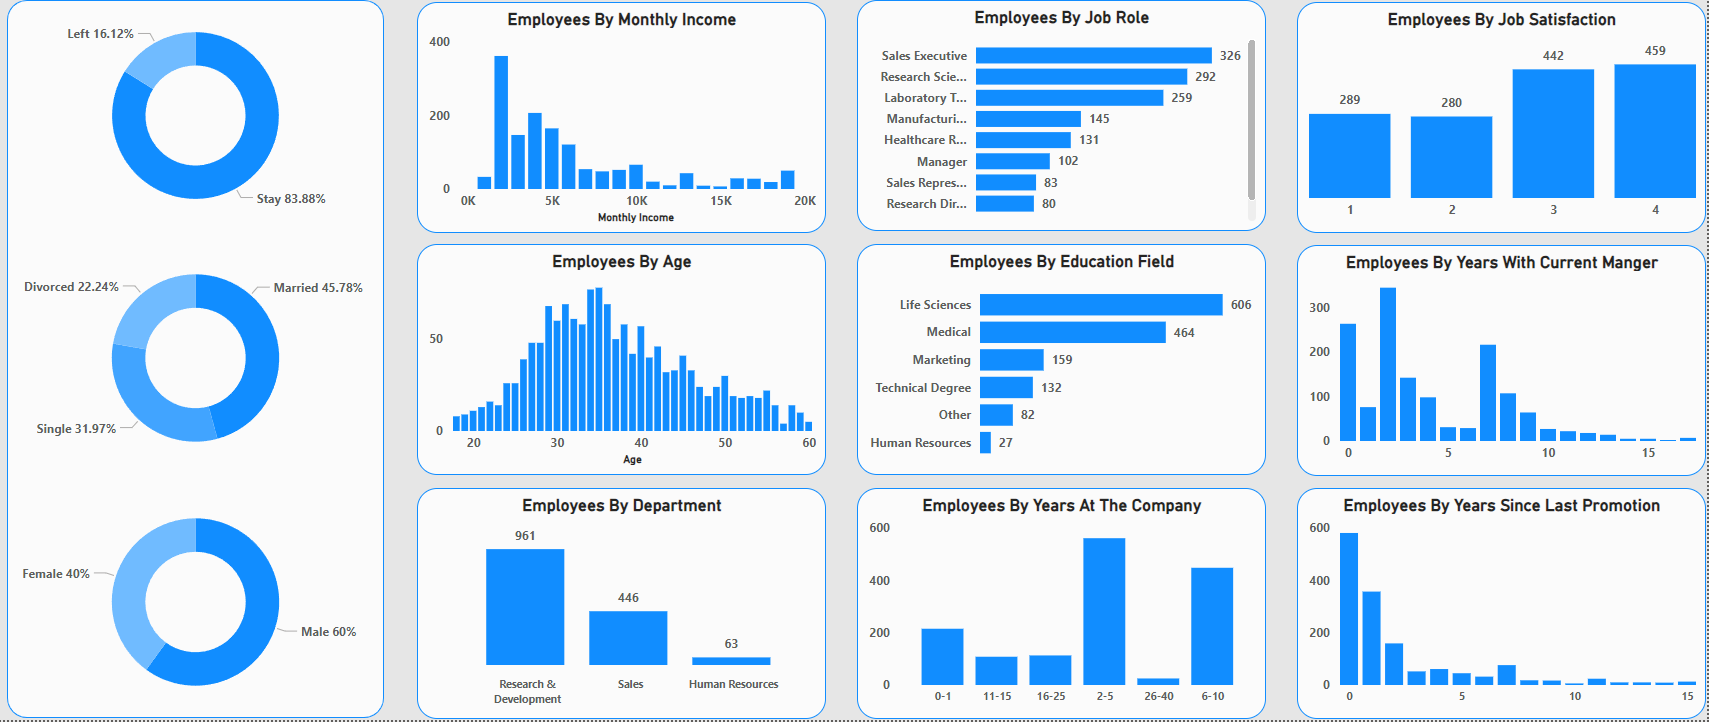 Left 16.12%
Stay 83.88%
Divorced 22.24%
Married 45.78%
Single 31.97%
Female 40%
Male 60%
Employees By Monthly Income
400
200
0
0K 5K 10K 15K 20K
Monthly Income
Employees By Job Role
Sales Executive 326
Research Scie... 292
Laboratory T... 259
Manufacturi... 145
Healthcare R... 131
Manager 102
Sales Repres... 83
Research Dir... 80
Employees By Job Satisfaction
289 280 442 459
1 2 3 4
Employees By Age
50
0
20 30 40 50 60
Age
Employees By Education Field
Life Sciences 606
Medical 464
Marketing 159
Technical Degree 132
Other 82
Human Resources 27
Employees By Years With Current Manger
300
200
100
0
0 5 10 15
Employees By Department
961
446
63
Research &
Development
Sales
Human Resources
Employees By Years At The Company
600
400
200
0
0-1 11-15 16-25 2-5 26-40 6-10
Employees By Years Since Last Promotion
600
400
200
0
0 5 10 15